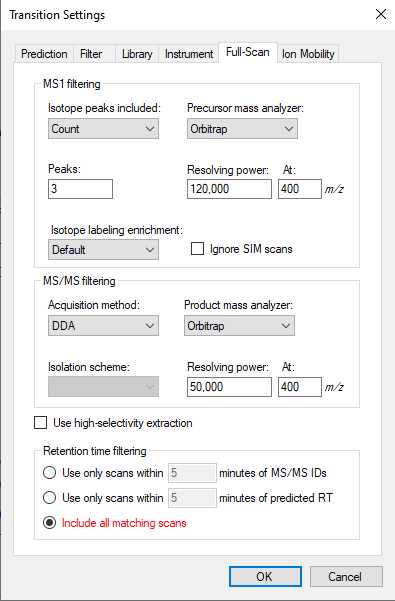 Transition Settings
Prediction Filter Library Instrument Full-Scan Ion Mobility
MS1 filtering
Isotope peaks included: Precursor mass analyzer:
Count Orbitrap
Peaks: Resolving power: At:
3 120,000 400 m/z
Isotope labeling enrichment:
Default Ignore SIM scans
MS/MS filtering
Acquisition method: Product mass analyzer:
DDA Orbitrap
Isolation scheme: Resolving power: At:
50,000 400 m/z
Use high-selectivity extraction
Retention time filtering
Use only scans within 5 minutes of MS/MS IDs
Use only scans within 5 minutes of predicted RT
Include all matching scans
OK Cancel